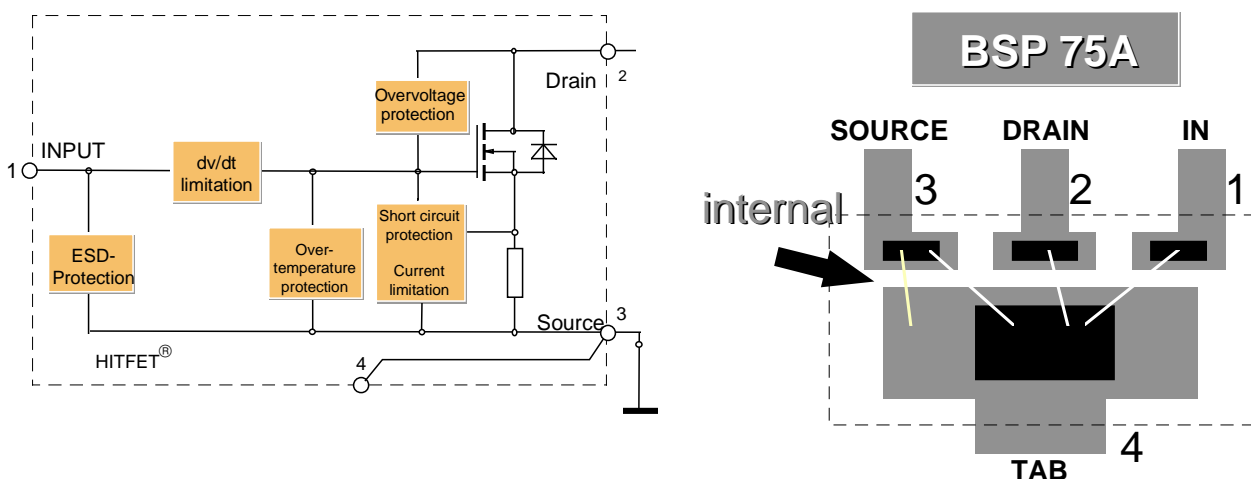 Drain
2
Overvoltage
protection
INPUT
1
dv/dt
limitation
ESD-
Protection
Over-
temperature
protection
Short circuit
protection
Current
limitation
Source
3
4
HITFET®
BSP 75A
SOURCE DRAIN IN
3 2 1
internal
4
TAB